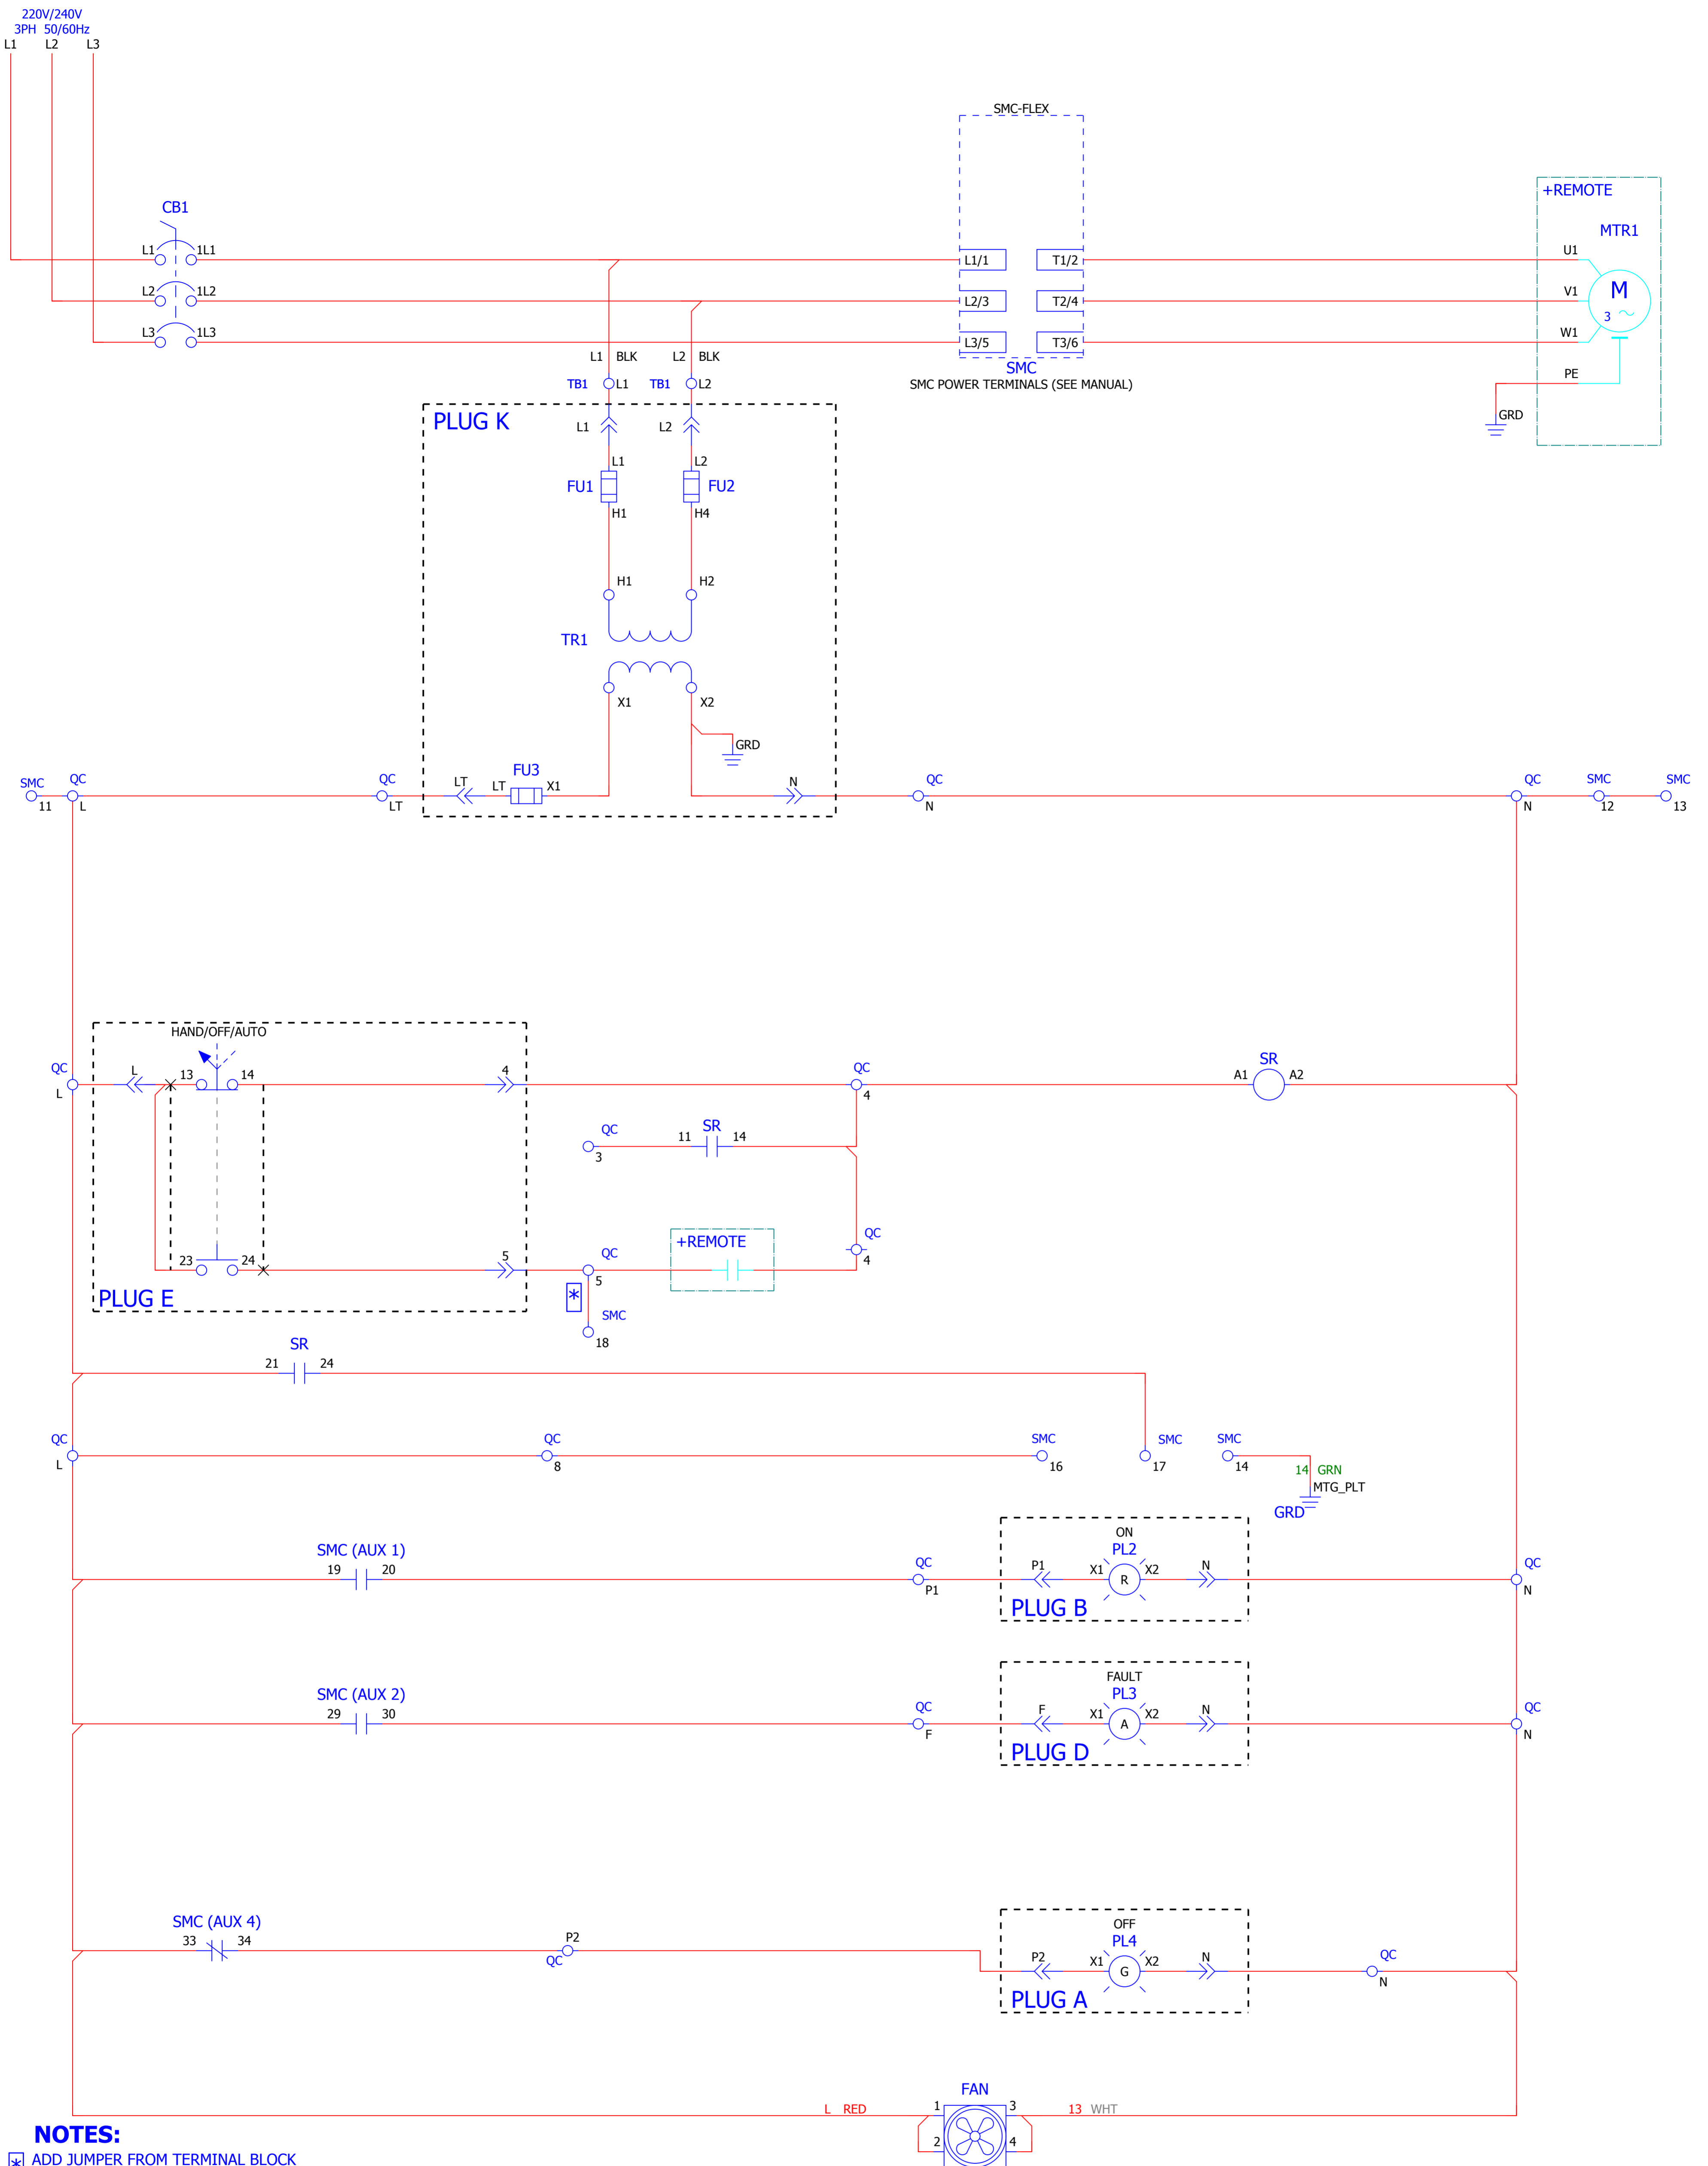 220V/240V
3PH 50/60Hz
L1 L2 L3
SMC-FLEX
+REMOTE
MTR1
CB1
L1 1L1
L2 1L2
L3 1L3
L1/1 T1/2
L2/3 T2/4
L3/5 T3/6
U1
V1
W1
PE
M
3
GRD
SMC
SMC POWER TERMINALS (SEE MANUAL)
L1 BLK L2 BLK
TB1 L1 TB1 L2
PLUG K
L1 L2
L1 L2
FU1 FU2
H1 H4
H1 H2
TR1
X1 X2
GRD
SMC QC QC LT LT FU3 X1 N QC QC SMC SMC
11 L LT N N 12 13
HAND/OFF/AUTO
QC L 13 14 4 QC SR
L 4 A1 A2
QC 11 SR 14
3
+REMOTE
QC
4
23 24 5 QC
5
PLUG E
*
SMC
18
SR
21 24
QC QC SMC SMC SMC
L 8 16 17 14
14 GRN
MTG_PLT
GRD
SMC (AUX 1)
19 20
QC
P1
ON
PL2
P1 X1 R X2 N
PLUG B
QC
N
SMC (AUX 2)
29 30
QC
F
FAULT
PL3
F X1 A X2 N
PLUG D
QC
N
SMC (AUX 4)
33 34
P2
QC
OFF
PL4
P2 X1 G X2 N
PLUG A
QC
N
FAN
L RED 1 3 13 WHT
2 4
NOTES:
* ADD JUMPER FROM TERMINAL BLOCK